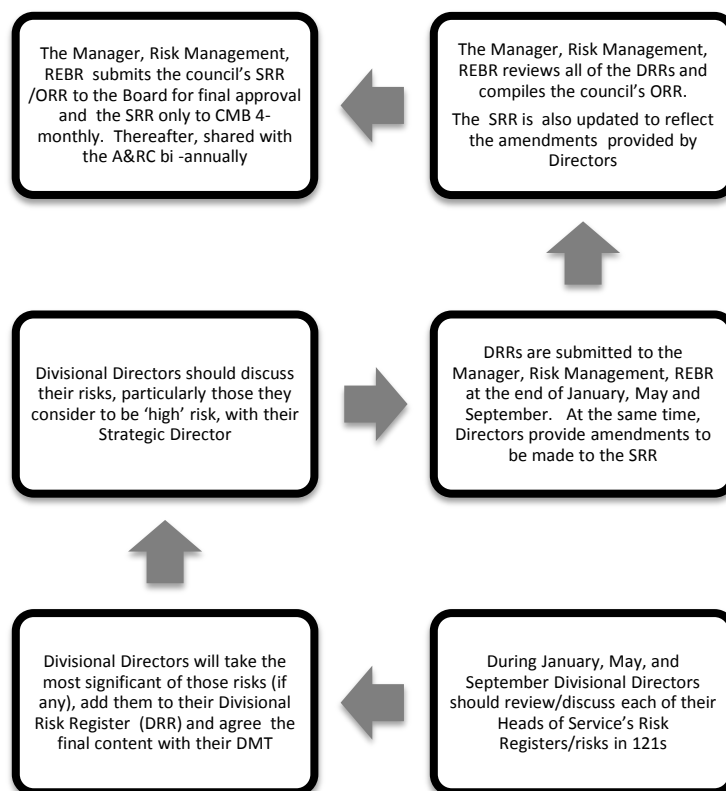 The Manager, Risk Management,
REBR submits the council's SRR
/ORR to the Board for final approval
and the SRR only to CMB 4-
monthly. Thereafter, shared with
the A&RC bi -annually
The Manager, Risk Management,
REBR reviews all of the DRRs and
compiles the council's ORR.
The SRR is also updated to reflect
the amendments provided by
Directors
Divisional Directors should discuss
their risks, particularly those they
consider to be 'high' risk, with their
Strategic Director
DRRs are submitted to the
Manager, Risk Management, REBR
at the end of January, May and
September. At the same time,
Directors provide amendments to
be made to the SRR
Divisional Directors will take the
most significant of those risks (if
any), add them to their Divisional
Risk Register (DRR) and agree the
final content with their DMT
During January, May, and
September Divisional Directors
should review/discuss each of their
Heads of Service's Risk
Registers/risks in 121s